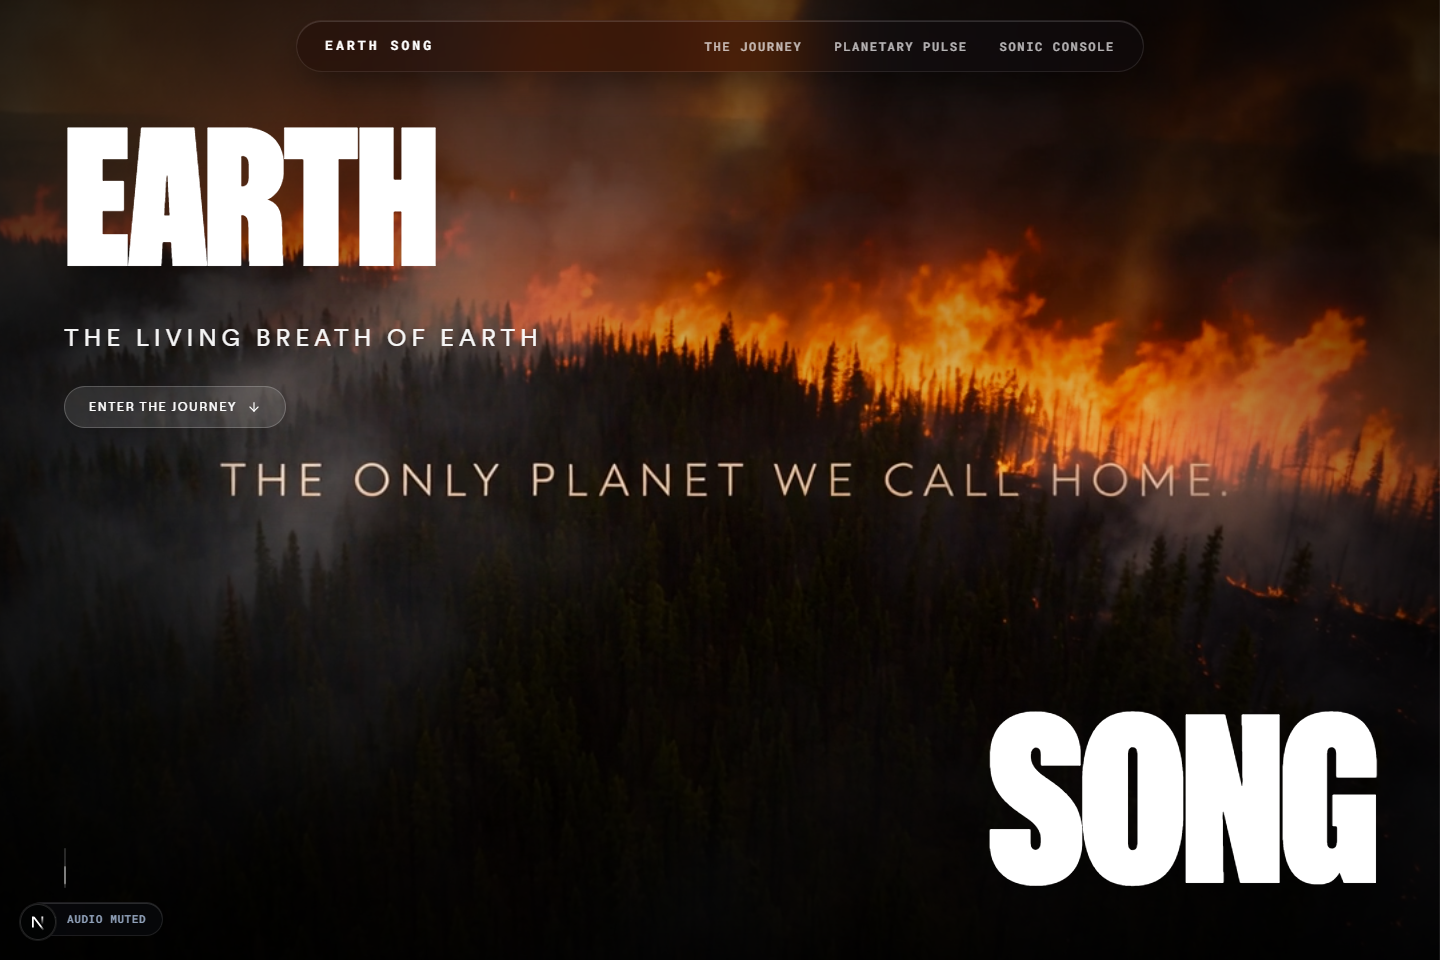 EARTH SONG
THE JOURNEY PLANETARY PULSE SONIC CONSOLE
EARTH
THE LIVING BREATH OF EARTH
ENTER THE JOURNEY ↓
THE ONLY PLANET WE CALL HOME.
SONG
N AUDIO MUTED